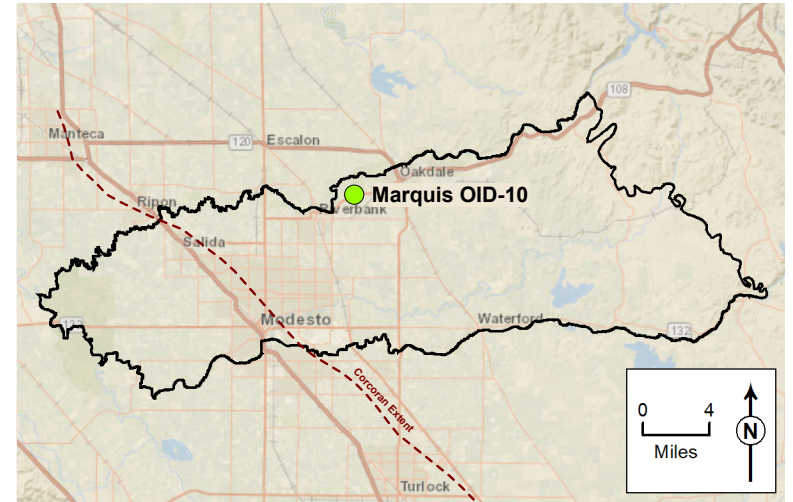 108
Manteca
120
Escalon
Oakdale
Marquis OID-10
Ripon
Riverbank
Salida
132
Modesto
Waterford
132
Corcoran Extent
0 4
Miles
N
Turlock